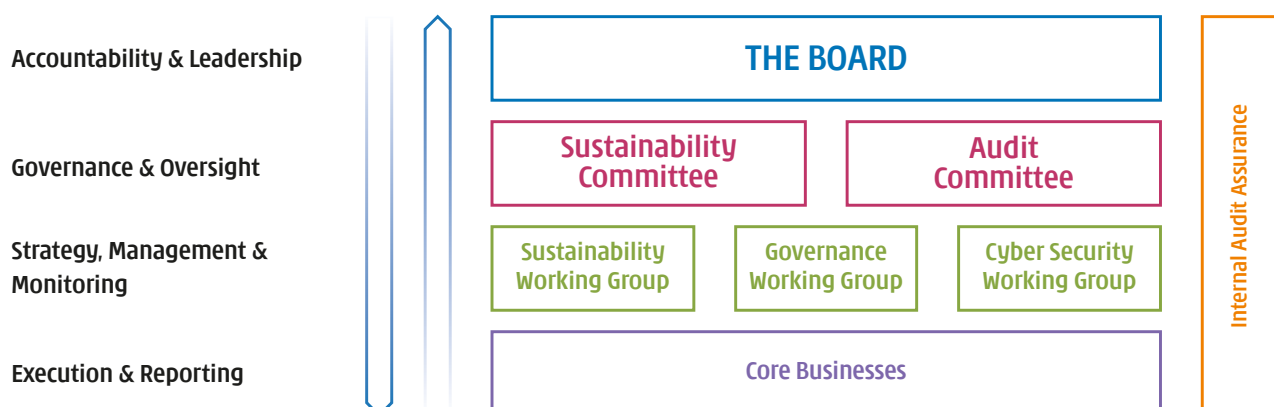 Accountability & Leadership
THE BOARD
Governance & Oversight
Sustainability
Committee
Audit
Committee
Strategy, Management &
Monitoring
Sustainability
Working Group
Governance
Working Group
Cyber Security
Working Group
Execution & Reporting
Core Businesses
Internal Audit Assurance